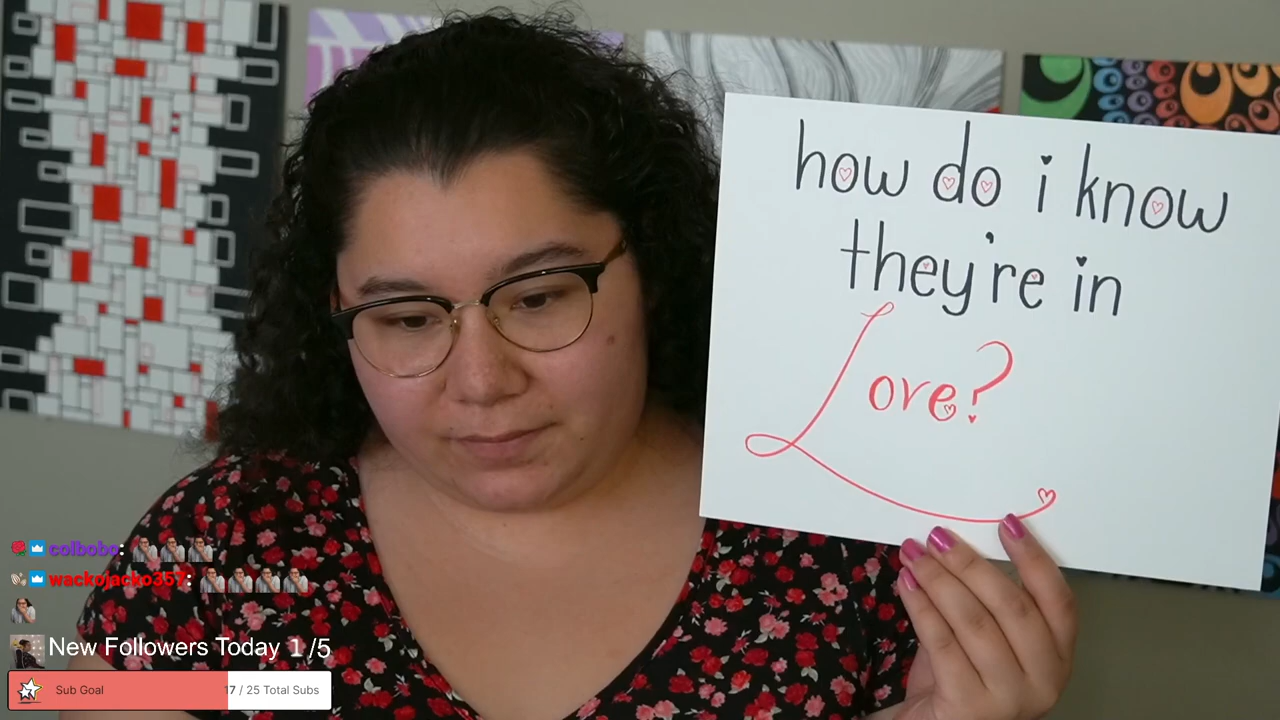 how do i know
they're in
Love?
colbobo:
wackojacko357:
New Followers Today 1/5
Sub Goal
17 / 25 Total Subs